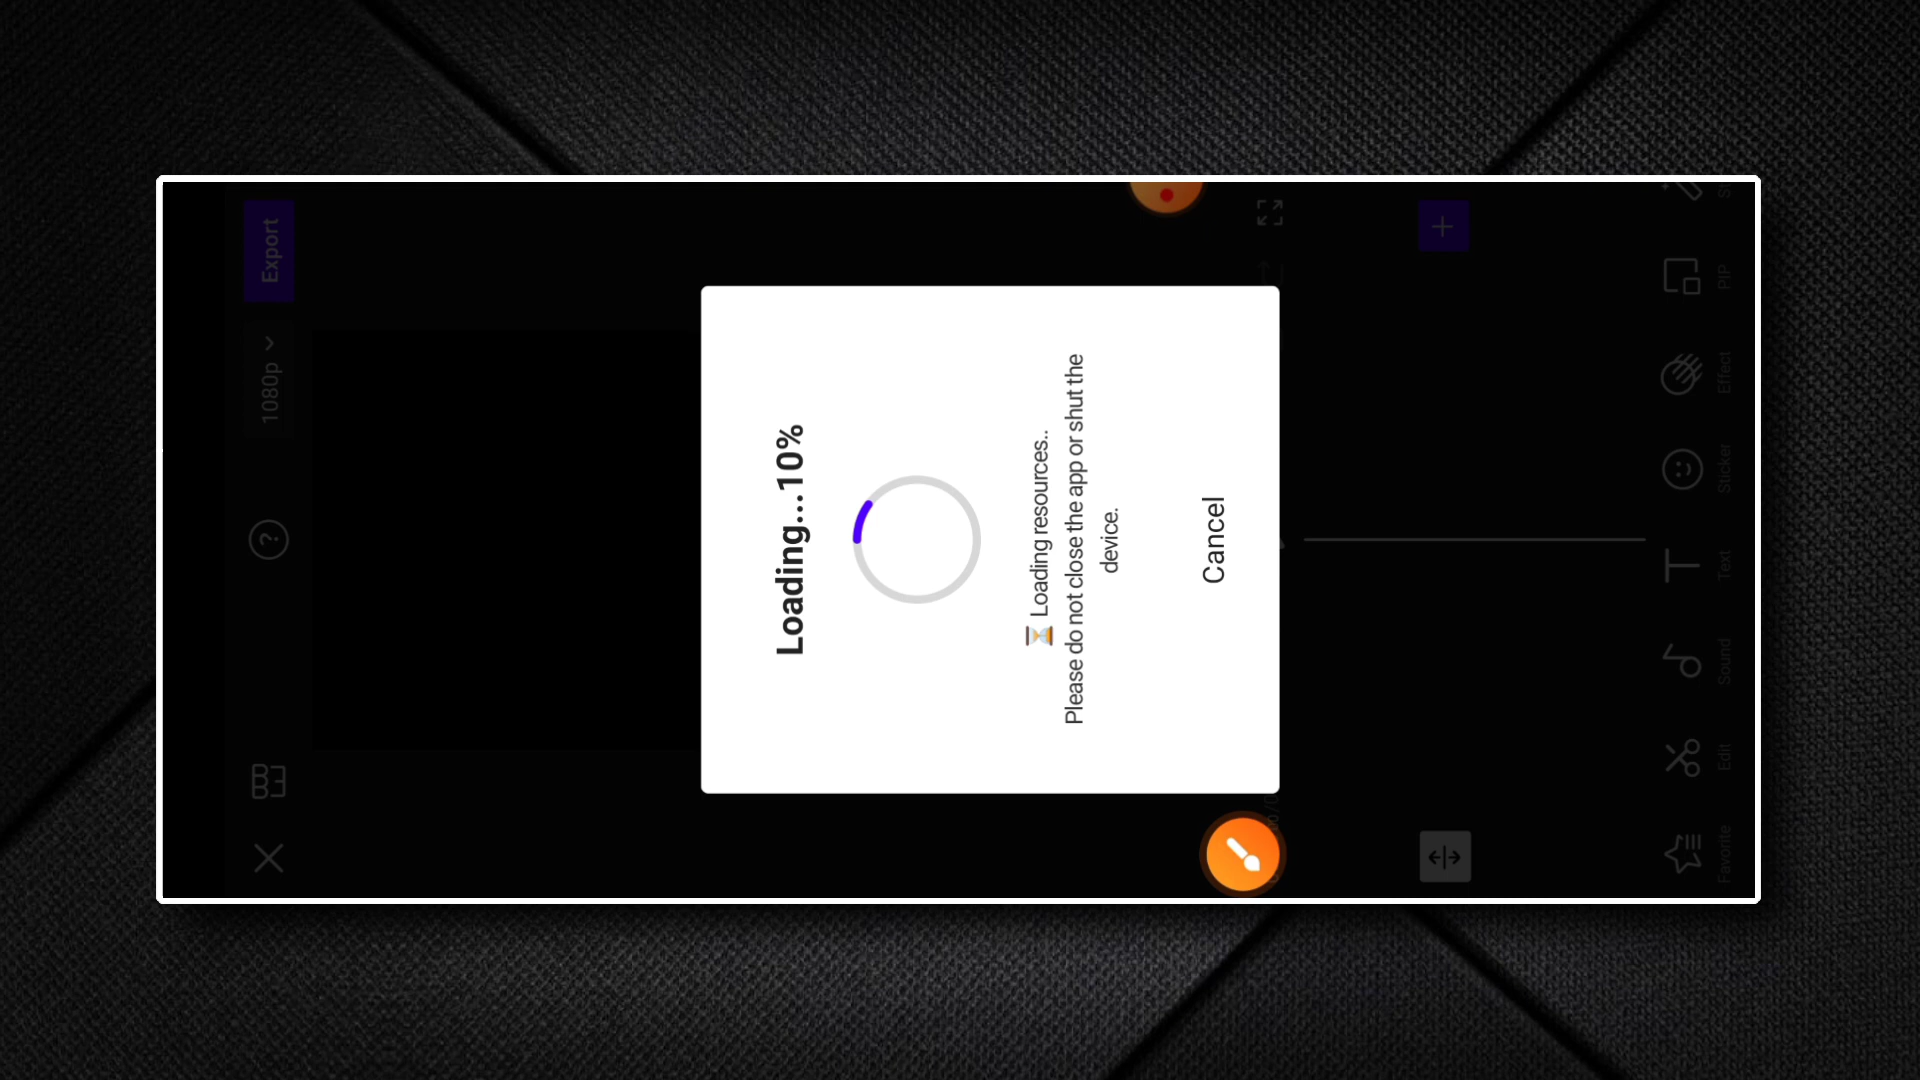 Export
1080p
Loading...10%
⌛ Loading resources..
Please do not close the app or shut the
device.
Cancel
Favorite
Edit
Sound
Text
Sticker
Effect
PIP